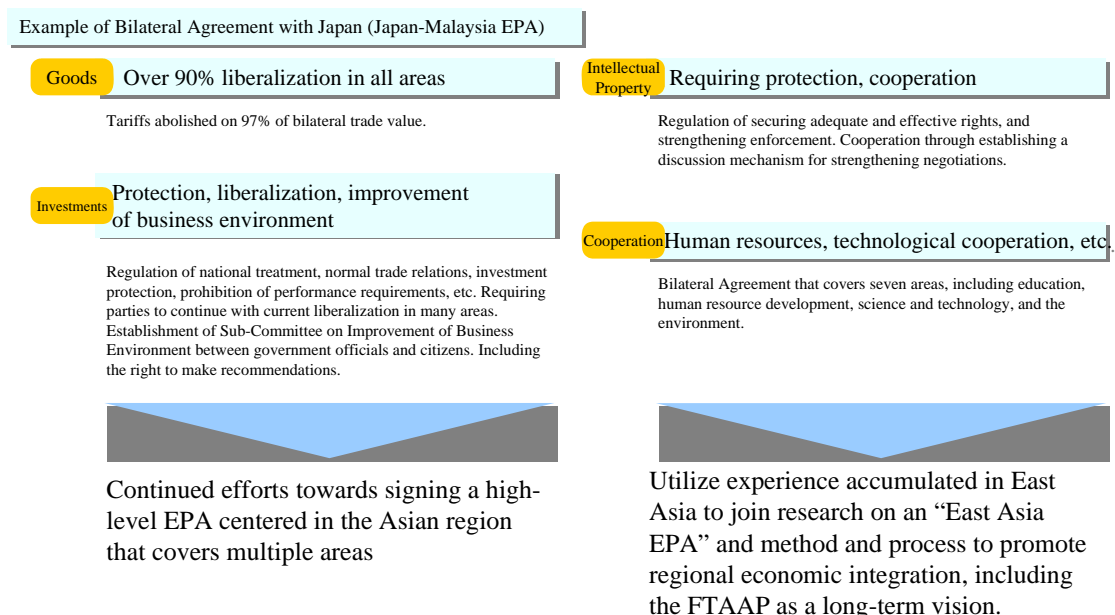 Example of Bilateral Agreement with Japan (Japan-Malaysia EPA)
Goods
Over 90% liberalization in all areas
Tariffs abolished on 97% of bilateral trade value.
Investments
Protection, liberalization, improvement
of business environment
Regulation of national treatment, normal trade relations, investment
protection, prohibition of performance requirements, etc. Requiring
parties to continue with current liberalization in many areas.
Establishment of Sub-Committee on Improvement of Business
Environment between government officials and citizens. Including
the right to make recommendations.
Continued efforts towards signing a high-
level EPA centered in the Asian region
that covers multiple areas
Intellectual
Property
Requiring protection, cooperation
Regulation of securing adequate and effective rights, and
strengthening enforcement. Cooperation through establishing a
discussion mechanism for strengthening negotiations.
Cooperation
Human resources, technological cooperation, etc.
Bilateral Agreement that covers seven areas, including education,
human resource development, science and technology, and the
environment.
Utilize experience accumulated in East
Asia to join research on an “East Asia
EPA” and method and process to promote
regional economic integration, including
the FTAAP as a long-term vision.